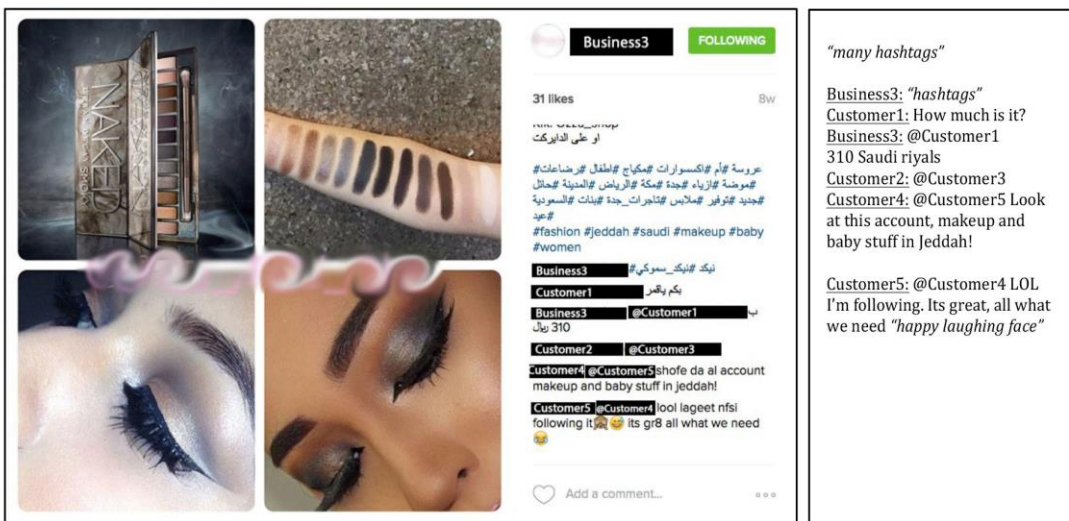 NAKED
SMOKY
Business3
FOLLOWING
31 likes
8w
او على الدايركت
#عروسة #أم #اكسسوارات #مكياج #اطفال #رضاعات
#موضة #ازياء #جدة #مكة #الرياض #المدينة #حائل
#جديد #توفير #ملابس #تاجرات_جدة #بنات #السعودية
#عيد
#fashion #jeddah #saudi #makeup #baby
#women
Business3 نيكد #نيكد_سموكي#
Customer1 بكم ياقمر
Business3 @Customer1 ب
310 ريال
Customer2 @Customer3
Customer4 @Customer5 shofe da al account
makeup and baby stuff in jeddah!
Customer5 @Customer4 lool lageet nfsi
following it🙈😅 its gr8 all what we need
😂
Add a comment...
“many hashtags”
Business3: “hashtags”
Customer1: How much is it?
Business3: @Customer1
310 Saudi riyals
Customer2: @Customer3
Customer4: @Customer5 Look
at this account, makeup and
baby stuff in Jeddah!
Customer5: @Customer4 LOL
I’m following. Its great, all what
we need “happy laughing face”